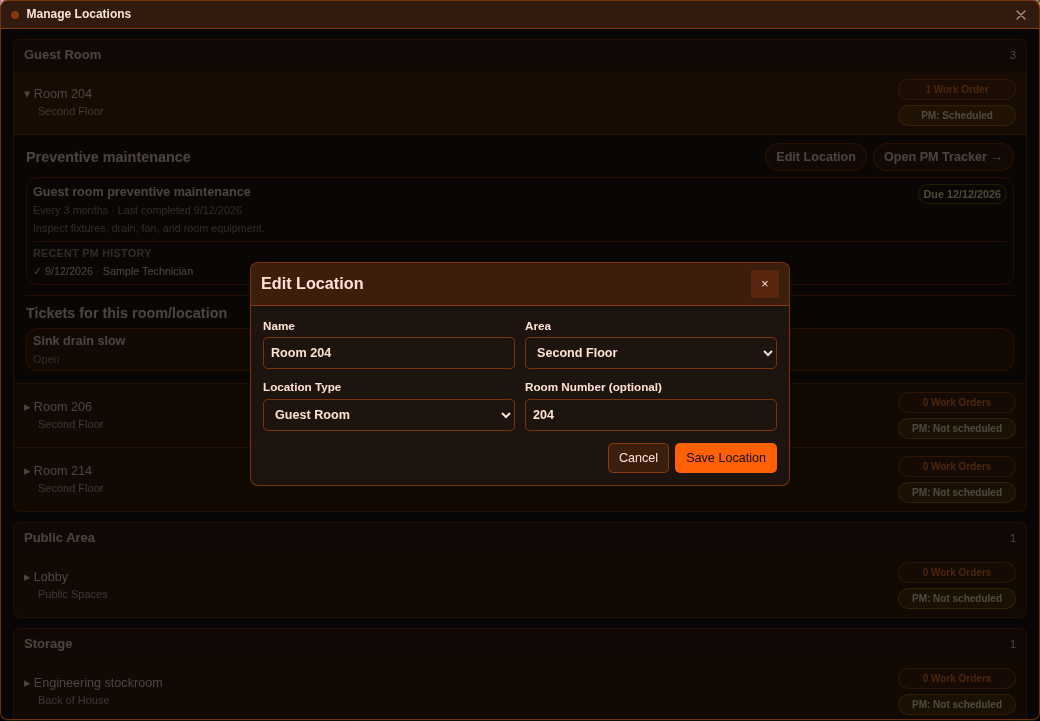 Manage Locations
Guest Room 3
▾ Room 204 1 Work Order
Second Floor
PM: Scheduled
Preventive maintenance Edit Location Open PM Tracker →
Guest room preventive maintenance Due 12/12/2026
Every 3 months · Last completed 9/12/2026
Inspect fixtures, drain, fan, and room equipment.
RECENT PM HISTORY
✓ 9/12/2026 · Sample Technician
Edit Location ×
Name Area
Room 204 Second Floor
Location Type Room Number (optional)
Guest Room 204
Cancel Save Location
Tickets for this room/location
Sink drain slow
Open
▸ Room 206 0 Work Orders
Second Floor
PM: Not scheduled
▸ Room 214 0 Work Orders
Second Floor
PM: Not scheduled
Public Area 1
▸ Lobby 0 Work Orders
Public Spaces
PM: Not scheduled
Storage 1
▸ Engineering stockroom 0 Work Orders
Back of House
PM: Not scheduled